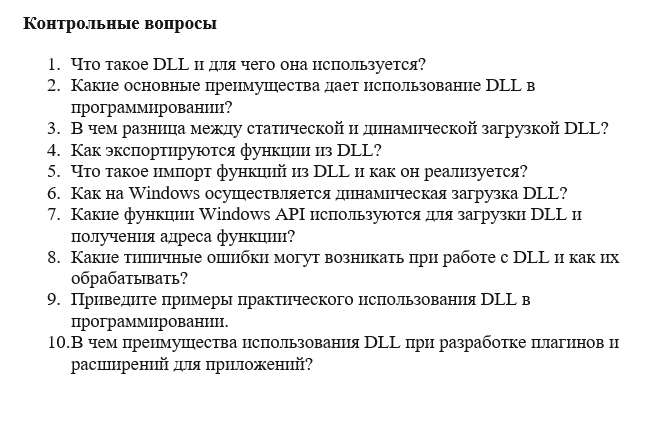 Контрольные вопросы
1. Что такое DLL и для чего она используется?
2. Какие основные преимущества дает использование DLL в
программировании?
3. В чем разница между статической и динамической загрузкой DLL?
4. Как экспортируются функции из DLL?
5. Что такое импорт функций из DLL и как он реализуется?
6. Как на Windows осуществляется динамическая загрузка DLL?
7. Какие функции Windows API используются для загрузки DLL и
получения адреса функции?
8. Какие типичные ошибки могут возникать при работе с DLL и как их
обрабатывать?
9. Приведите примеры практического использования DLL в
программировании.
10.В чем преимущества использования DLL при разработке плагинов и
расширений для приложений?